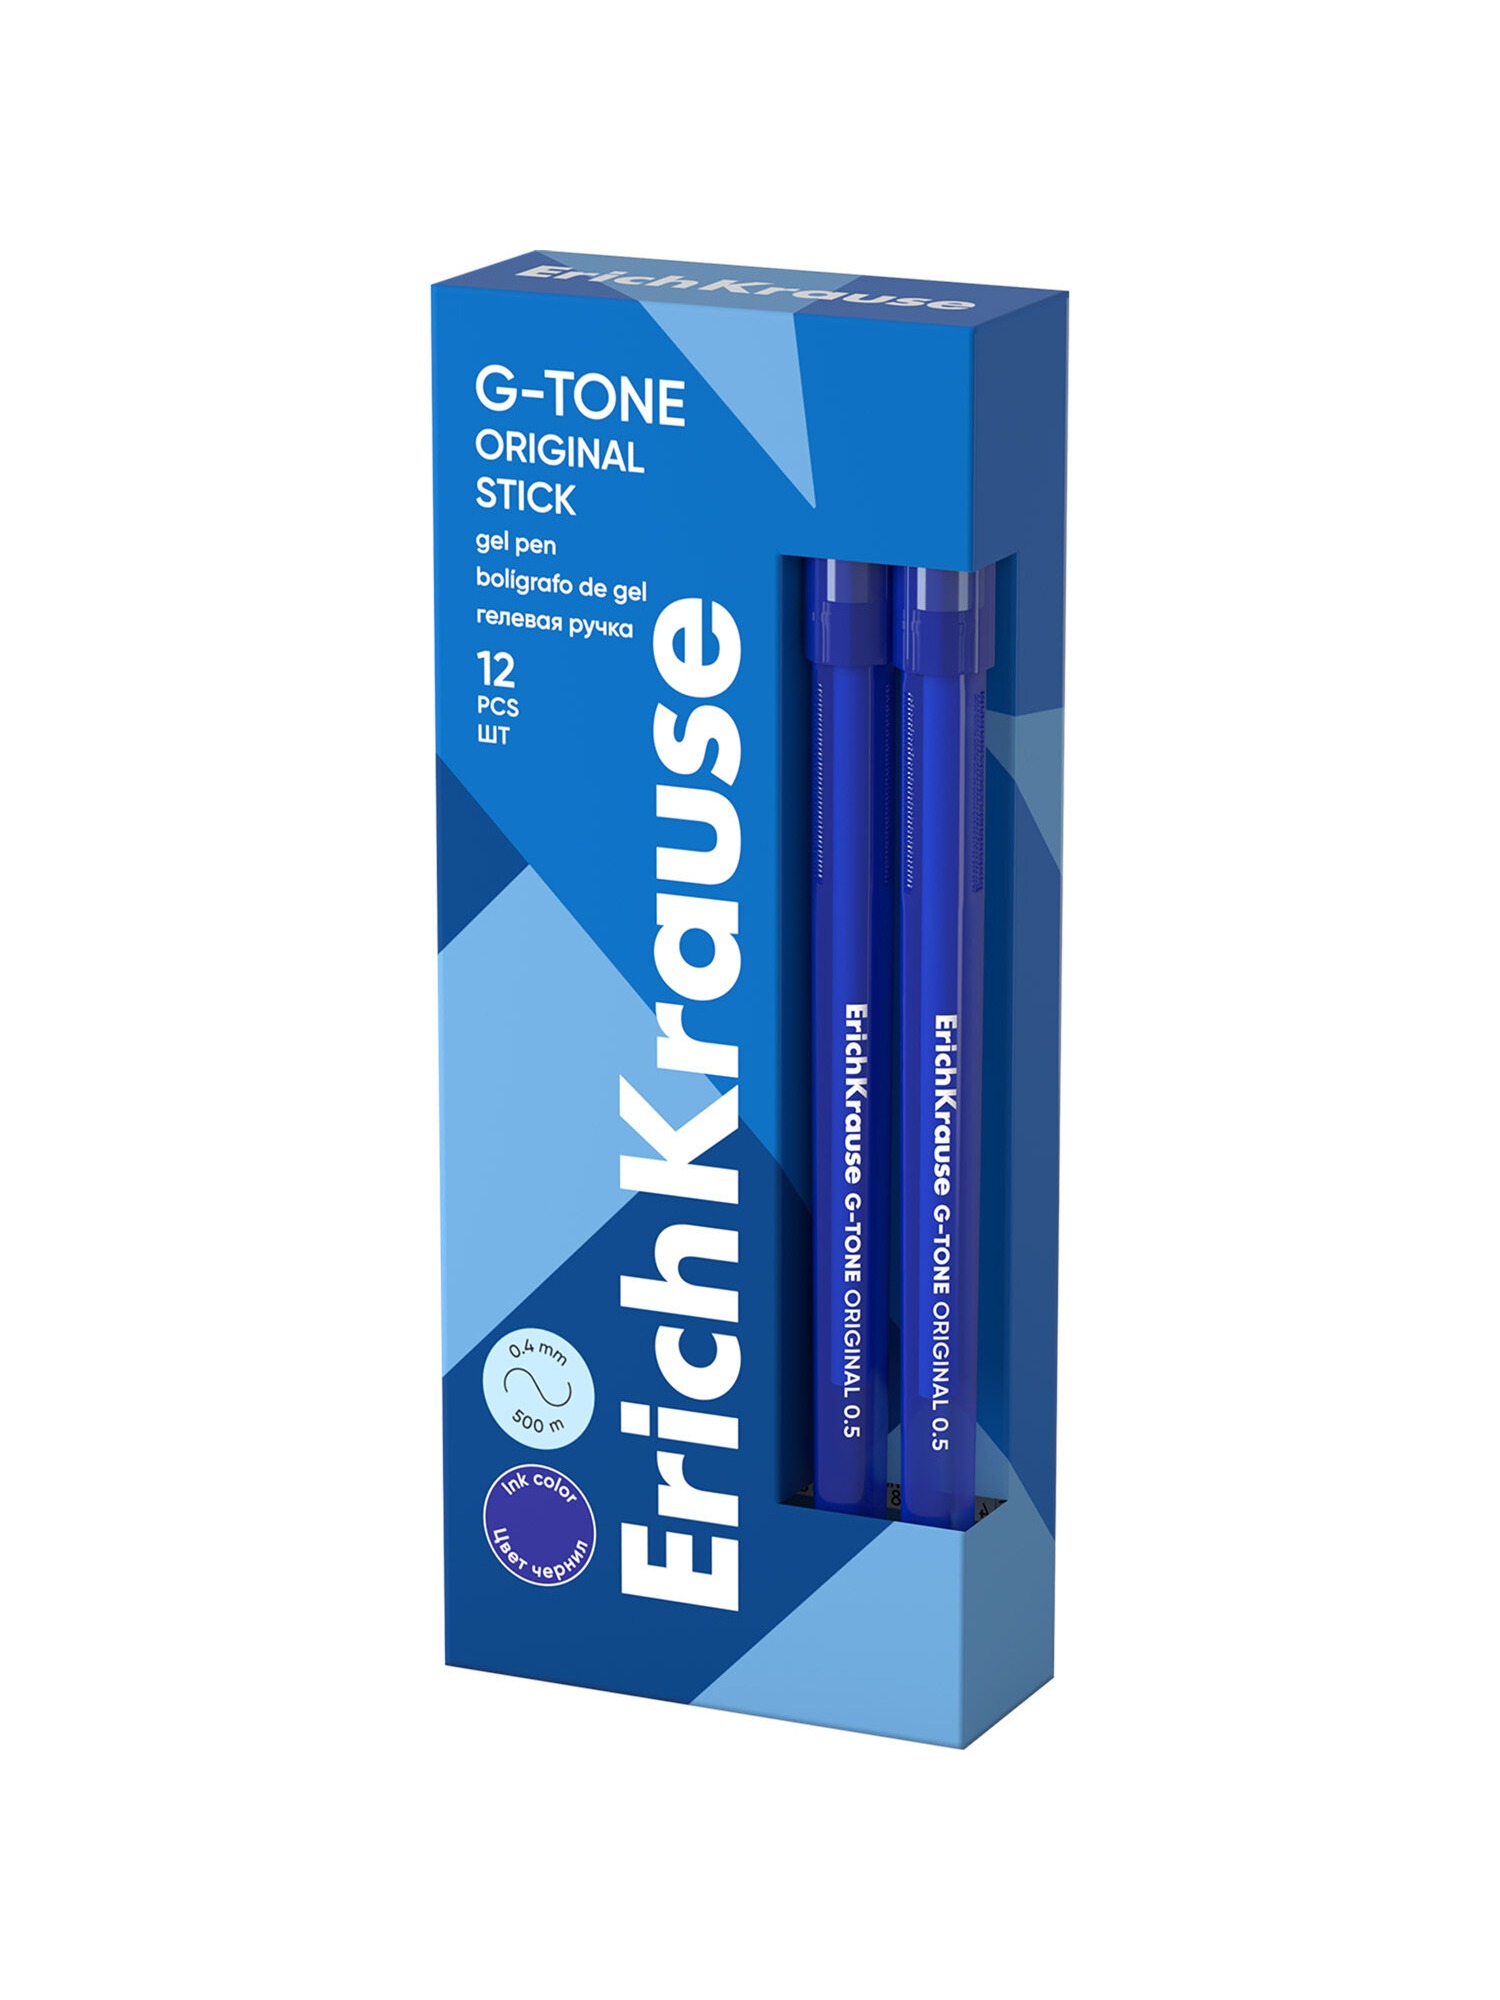 ErichKrause
G-TONE
ORIGINAL
STICK
gel pen
bolígrafo de gel
гелевая ручка
12
PCS
ШТ
ErichKrause
0.4 mm
500 m
Ink color
Цвет чернил
ErichKrause G-TONE ORIGINAL 0.5
ErichKrause G-TONE ORIGINAL 0.5